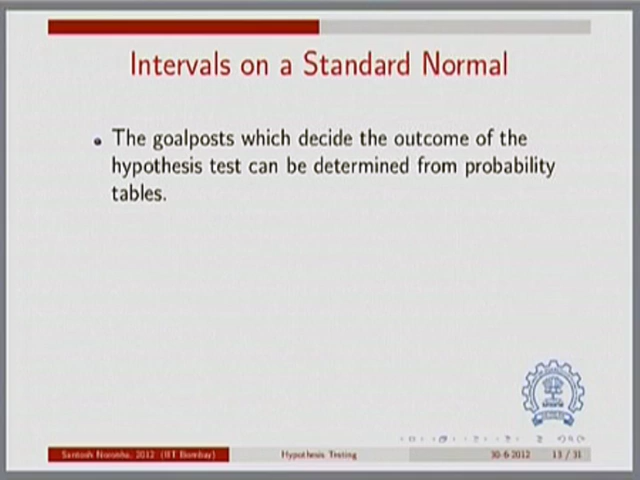 Intervals on a Standard Normal
The goalposts which decide the outcome of the
hypothesis test can be determined from probability
tables.
Santosh Noronha, 2012 (IIT Bombay) Hypothesis Testing 30-6-2012 13 / 31